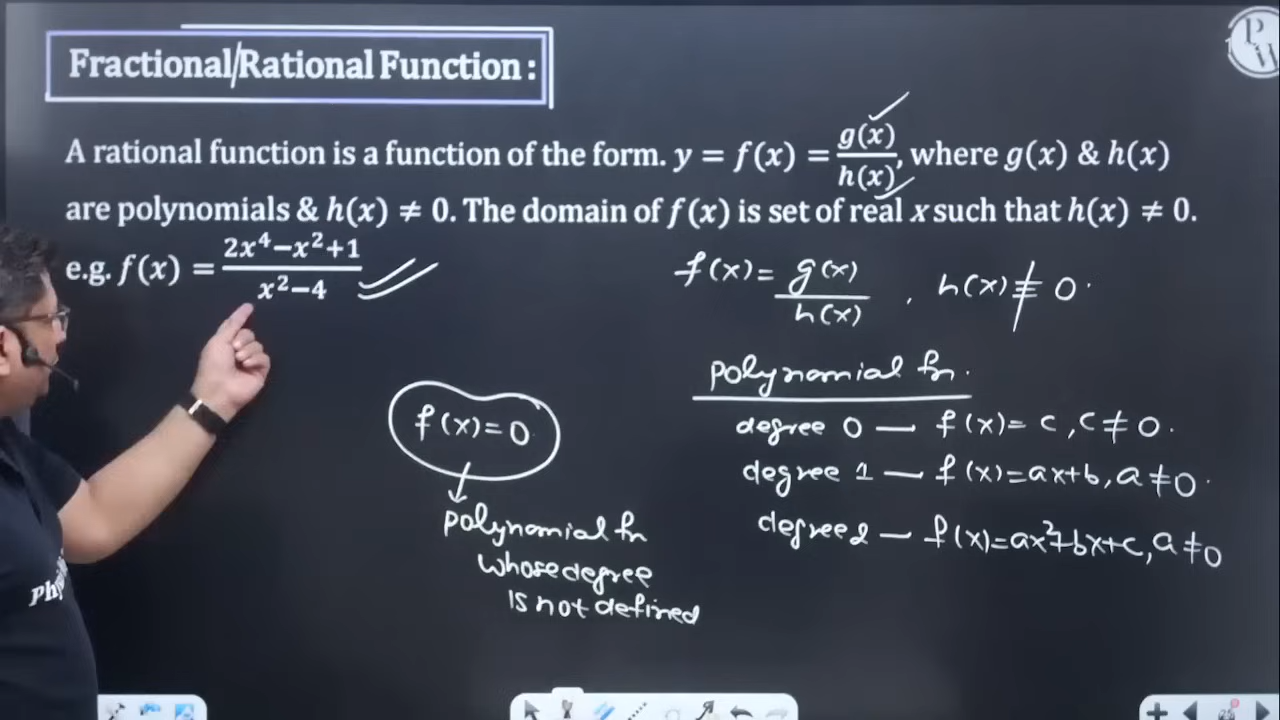 Fractional/Rational Function :
PW
A rational function is a function of the form. y = f(x) = g(x)/h(x), where g(x) & h(x)
are polynomials & h(x) ≠ 0. The domain of f(x) is set of real x such that h(x) ≠ 0.
e.g. f(x) = (2x⁴−x²+1)/(x²−4)
f(x) = g(x)/h(x) , h(x) ≢ 0.
polynomial fn.
degree 0 — f(x) = c, c ≠ 0.
degree 1 — f(x) = ax+b, a ≠ 0.
degree 2 — f(x) = ax²+bx+c, a ≠ 0
f(x) = 0.
polynomial fn
whose degree
is not defined
Phy